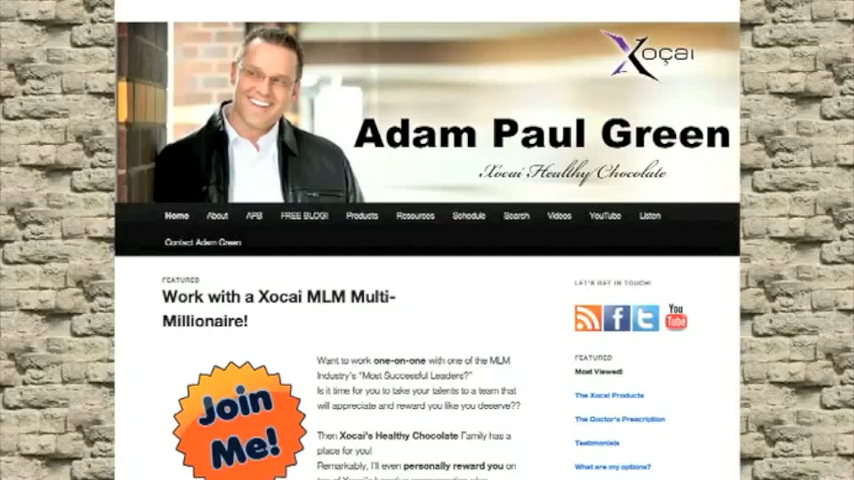 Xoçai
Adam Paul Green
Xocai Healthy Chocolate
Home About APG FREE BLOG! Products Resources Schedule Search Videos YouTube Listen
Contact Adam Green
FEATURED
Work with a Xocai MLM Multi-
Millionaire!
Join
Me!
Want to work one-on-one with one of the MLM
Industry's "Most Successful Leaders?"
Is it time for you to take your talents to a team that
will appreciate and reward you like you deserve??
Then Xocai's Healthy Chocolate Family has a
place for you!
Remarkably, I'll even personally reward you on
LET'S GET IN TOUCH!
You
Tube
FEATURED
Most Viewed!
The Xocai Products
The Doctor's Prescription
Testimonials
What are my options?